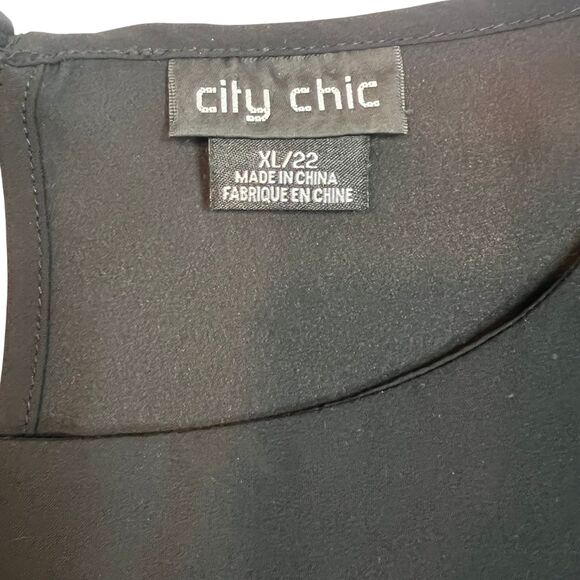 city chic
XL/22
MADE IN CHINA
FABRIQUE EN CHINE